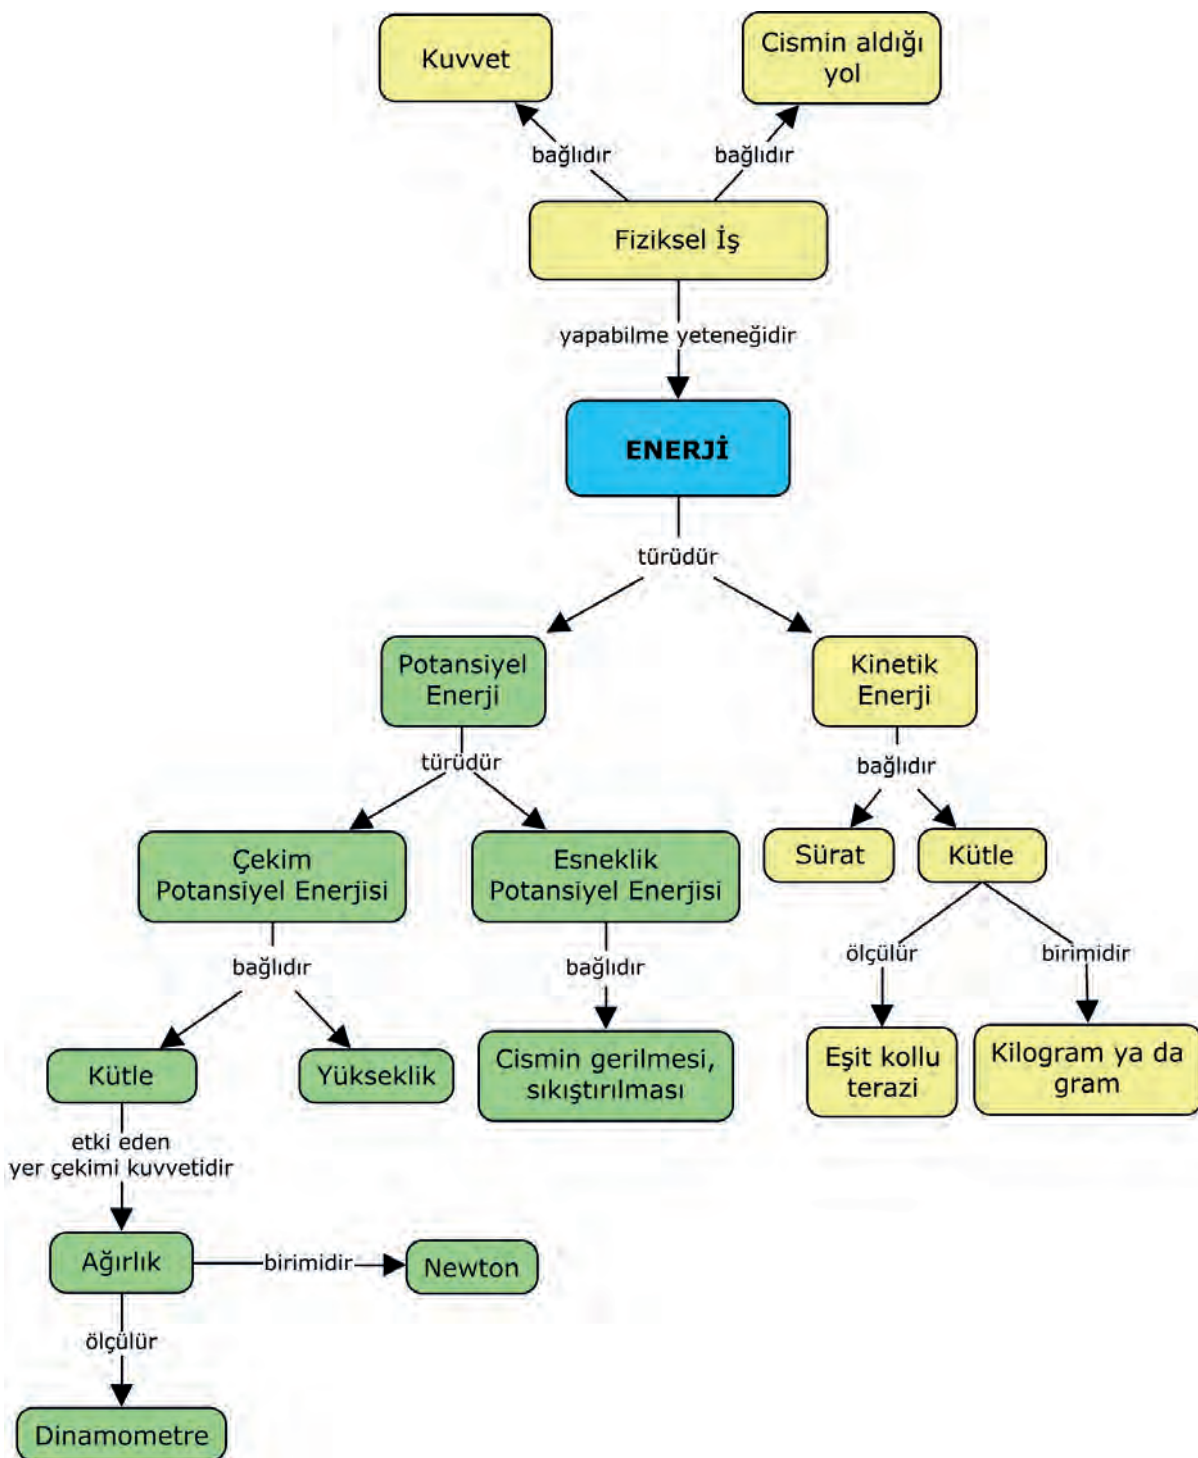 Kuvvet
Cismin aldığı
yol
bağlıdır
bağlıdır
Fiziksel İş
yapabilme yeteneğidir
ENERJİ
türüdür
Potansiyel
Enerji
Kinetik
Enerji
türüdür
bağlıdır
Çekim
Potansiyel Enerjisi
Esneklik
Potansiyel Enerjisi
Sürat
Kütle
bağlıdır
bağlıdır
ölçülür
birimidir
Kütle
Yükseklik
Cismin gerilmesi,
sıkıştırılması
Eşit kollu
terazi
Kilogram ya da
gram
etki eden
yer çekimi kuvvetidir
Ağırlık
birimidir
Newton
ölçülür
Dinamometre